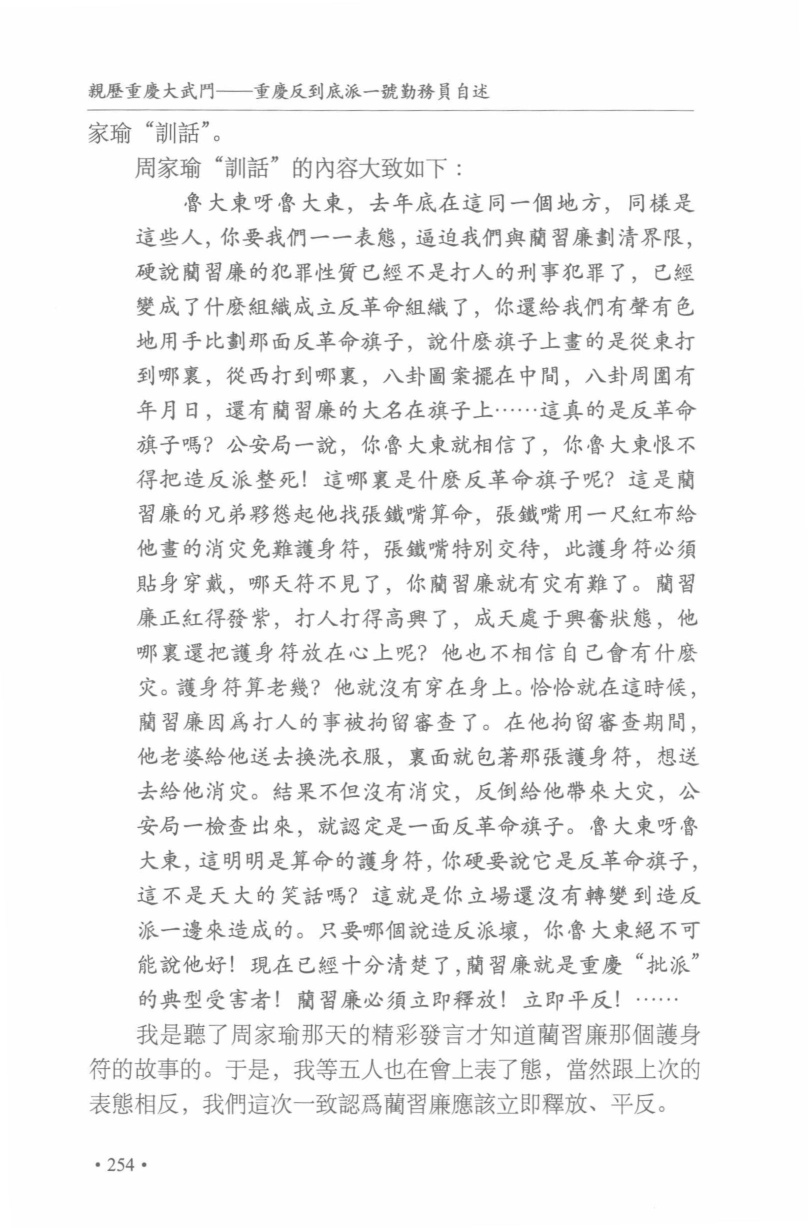 親歷重慶大武鬥——重慶反到底派一號勤務員自述
家瑜“訓話”。
周家瑜“訓話”的內容大致如下：
魯大東呀魯大東，去年底在這同一個地方，同樣是
這些人，你要我們一一表態，逼迫我們與藺習廉劃清界限，
硬說藺習廉的犯罪性質已經不是打人的刑事犯罪了，已經
變成了什麽組織成立反革命組織了，你還給我們有聲有色
地用手比劃那面反革命旗子，說什麽旗子上畫的是從東打
到哪裏，從西打到哪裏，八卦圖案擺在中間，八卦周圍有
年月日，還有藺習廉的大名在旗子上……這真的是反革命
旗子嗎？公安局一說，你魯大東就相信了，你魯大東恨不
得把造反派整死！這哪裏是什麽反革命旗子呢？這是藺
習廉的兄弟夥慫起他找張鐵嘴算命，張鐵嘴用一尺紅布給
他畫的消灾免難護身符，張鐵嘴特別交待，此護身符必須
貼身穿戴，哪天符不見了，你藺習廉就有灾有難了。藺習
廉正紅得發紫，打人打得高興了，成天處于興奮狀態，他
哪裏還把護身符放在心上呢？他也不相信自己會有什麽
灾。護身符算老幾？他就沒有穿在身上。恰恰就在這時候，
藺習廉因爲打人的事被拘留審查了。在他拘留審查期間，
他老婆給他送去換洗衣服，裏面就包著那張護身符，想送
去給他消灾。結果不但沒有消灾，反倒給他帶來大灾，公
安局一檢查出來，就認定是一面反革命旗子。魯大東呀魯
大東，這明明是算命的護身符，你硬要說它是反革命旗子，
這不是天大的笑話嗎？這就是你立場還沒有轉變到造反
派一邊來造成的。只要哪個說造反派壞，你魯大東絕不可
能說他好！現在已經十分清楚了，藺習廉就是重慶“批派”
的典型受害者！藺習廉必須立即釋放！立即平反！……
我是聽了周家瑜那天的精彩發言才知道藺習廉那個護身
符的故事的。于是，我等五人也在會上表了態，當然跟上次的
表態相反，我們這次一致認爲藺習廉應該立即釋放、平反。
·254·